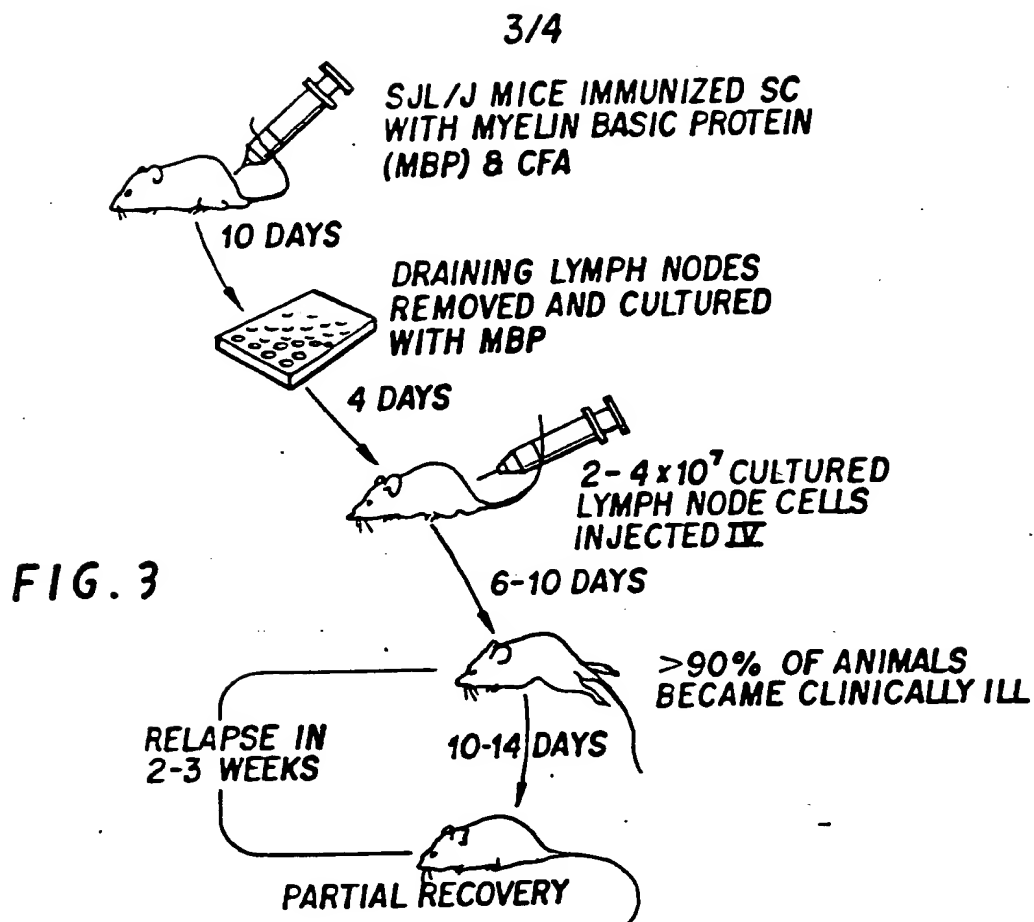 3/4
SJL/J MICE IMMUNIZED SC
WITH MYELIN BASIC PROTEIN
(MBP) & CFA
10 DAYS
DRAINING LYMPH NODES
REMOVED AND CULTURED
WITH MBP
4 DAYS
2-4 x 10⁷ CULTURED
LYMPH NODE CELLS
INJECTED IV.
FIG. 3
6-10 DAYS
>90% OF ANIMALS
BECAME CLINICALLY ILL
RELAPSE IN
2-3 WEEKS
10-14 DAYS
PARTIAL RECOVERY